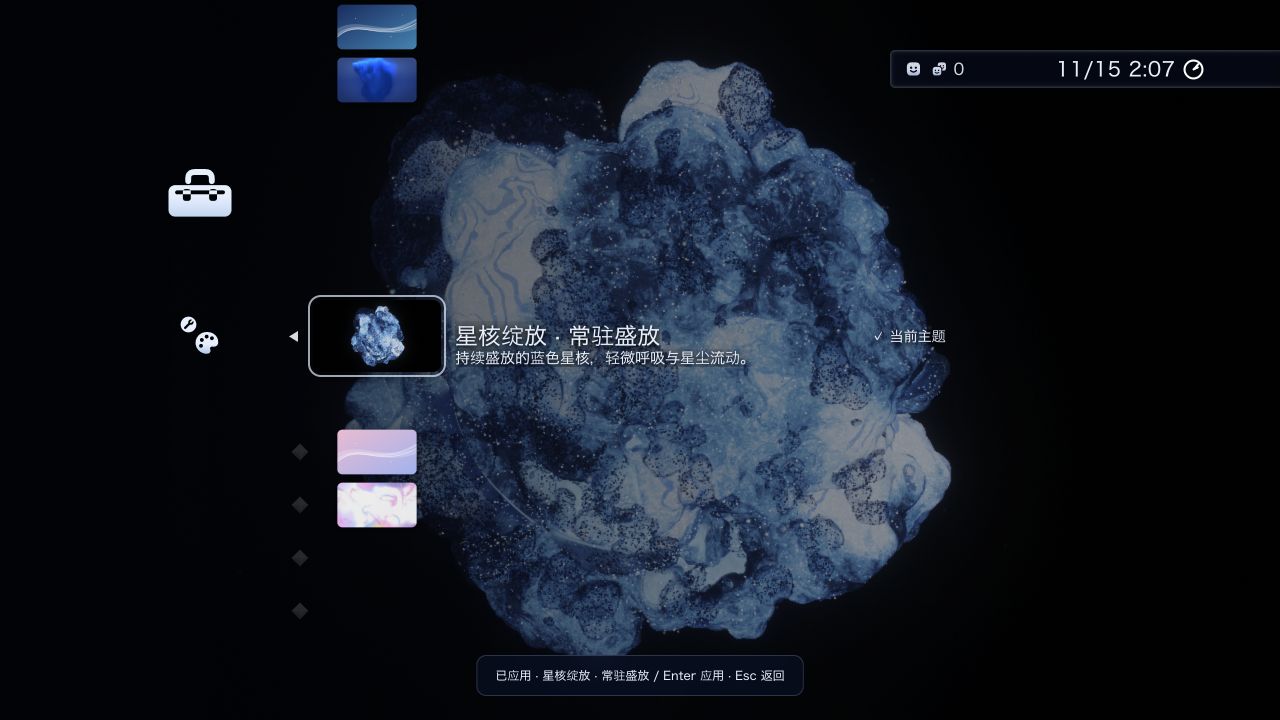 0 11/15 2:07
星核绽放 · 常驻盛放
持续盛放的蓝色星核，轻微呼吸与星尘流动。
✓ 当前主题
已应用 · 星核绽放 · 常驻盛放 / Enter 应用 · Esc 返回